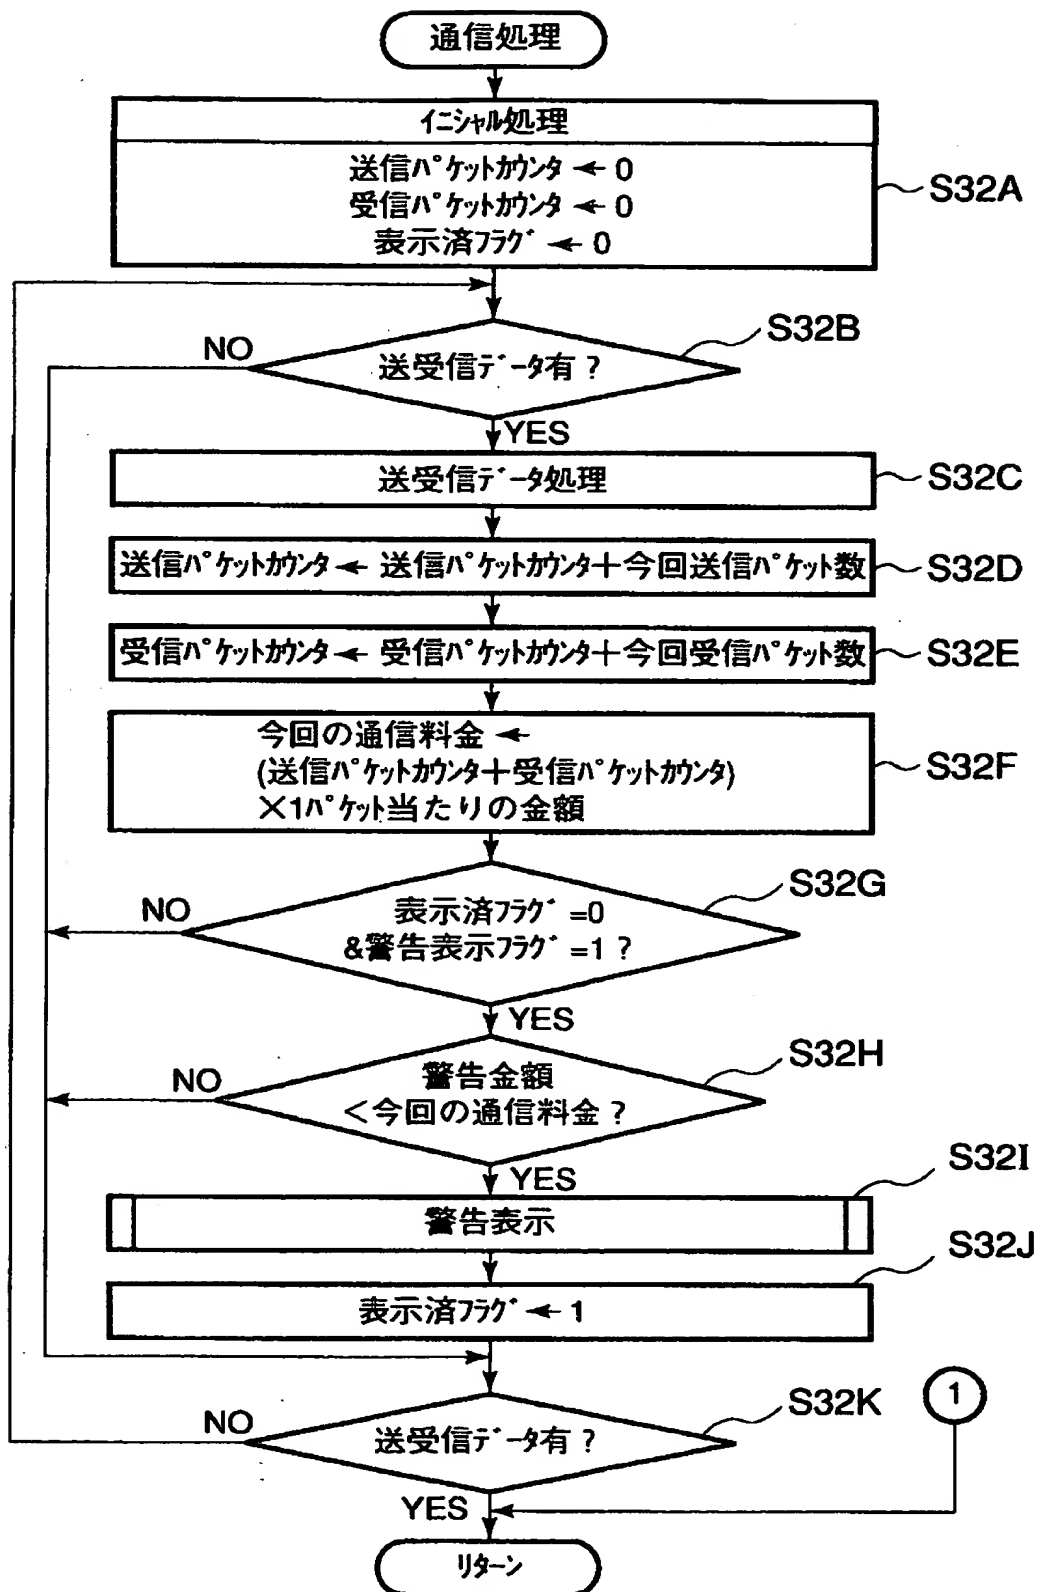 通信処理
イニシャル処理
送信パケットカウンタ ← 0
受信パケットカウンタ ← 0
表示済フラグ ← 0
S32A
S32B
NO
送受信データ有?
YES
送受信データ処理
S32C
送信パケットカウンタ ← 送信パケットカウンタ+今回送信パケット数
S32D
受信パケットカウンタ ← 受信パケットカウンタ+今回受信パケット数
S32E
今回の通信料金 ←
(送信パケットカウンタ+受信パケットカウンタ)
×1パケット当たりの金額
S32F
S32G
NO
表示済フラグ=0
&警告表示フラグ=1?
YES
S32H
NO
警告金額
<今回の通信料金?
YES
S32I
警告表示
S32J
表示済フラグ ← 1
1
S32K
NO
送受信データ有?
YES
リターン